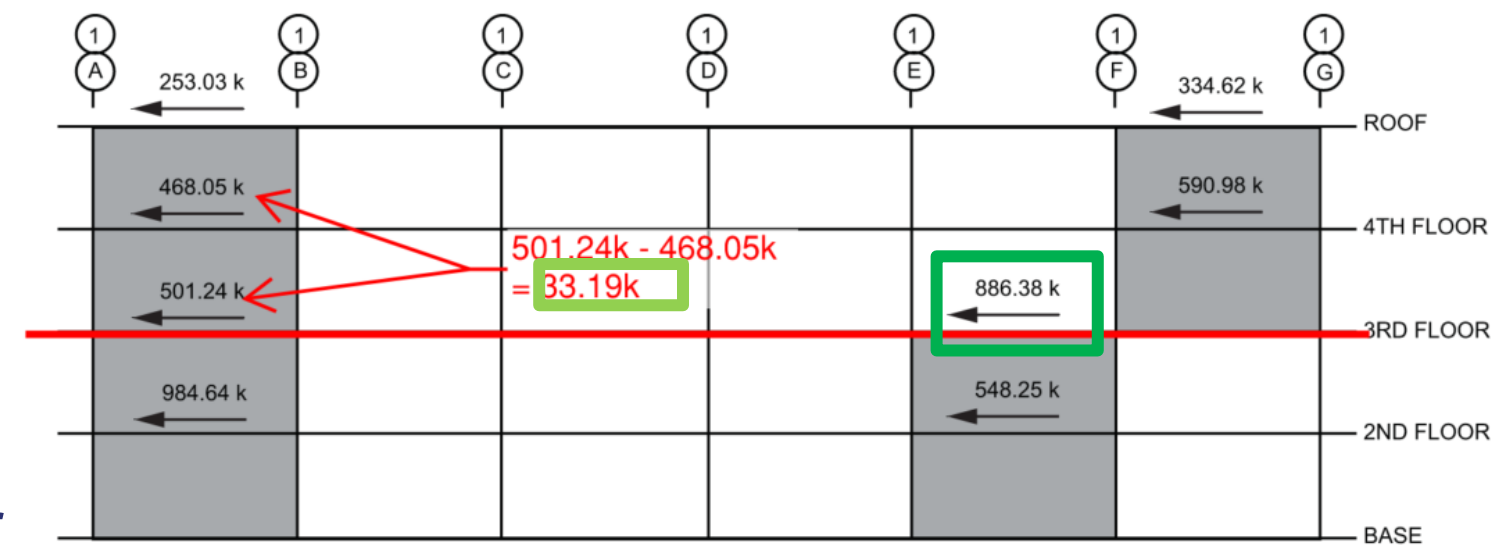 1 1 1 1 1 1 1
A B C D E F G
253.03 k
334.62 k
ROOF
468.05 k
590.98 k
4TH FLOOR
501.24k - 468.05k
= 33.19k
501.24 k
886.38 k
3RD FLOOR
984.64 k
548.25 k
2ND FLOOR
BASE